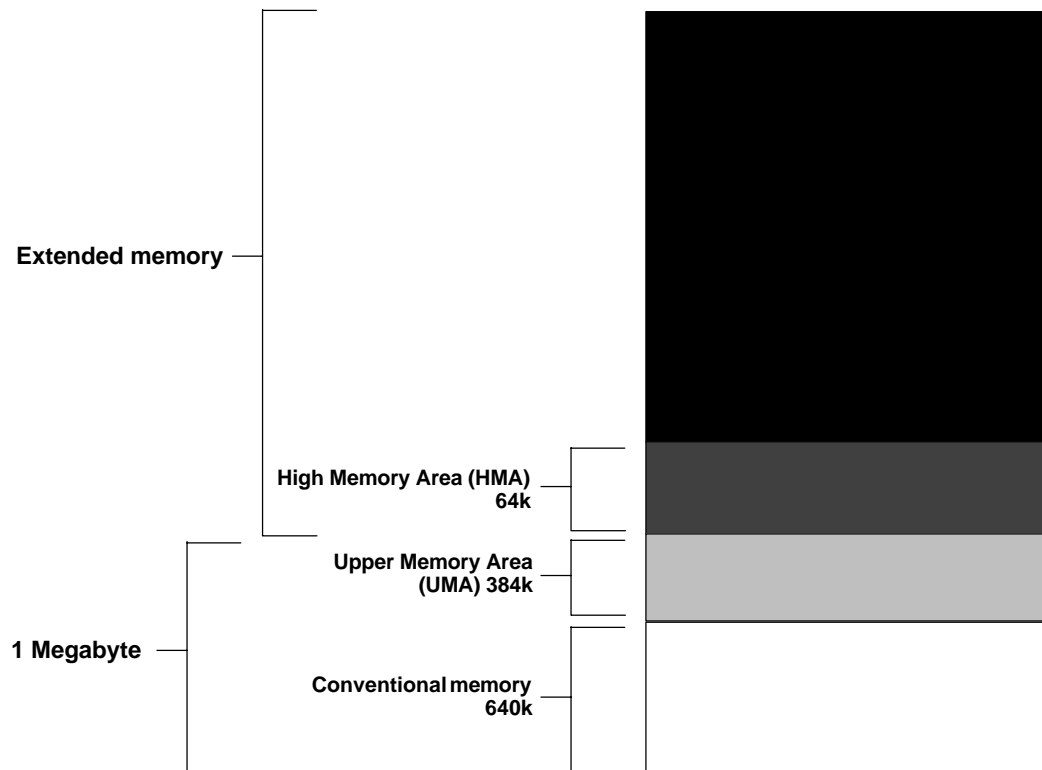 Extended memory
High Memory Area (HMA)
64k
Upper Memory Area
(UMA) 384k
1 Megabyte
Conventional memory
640k